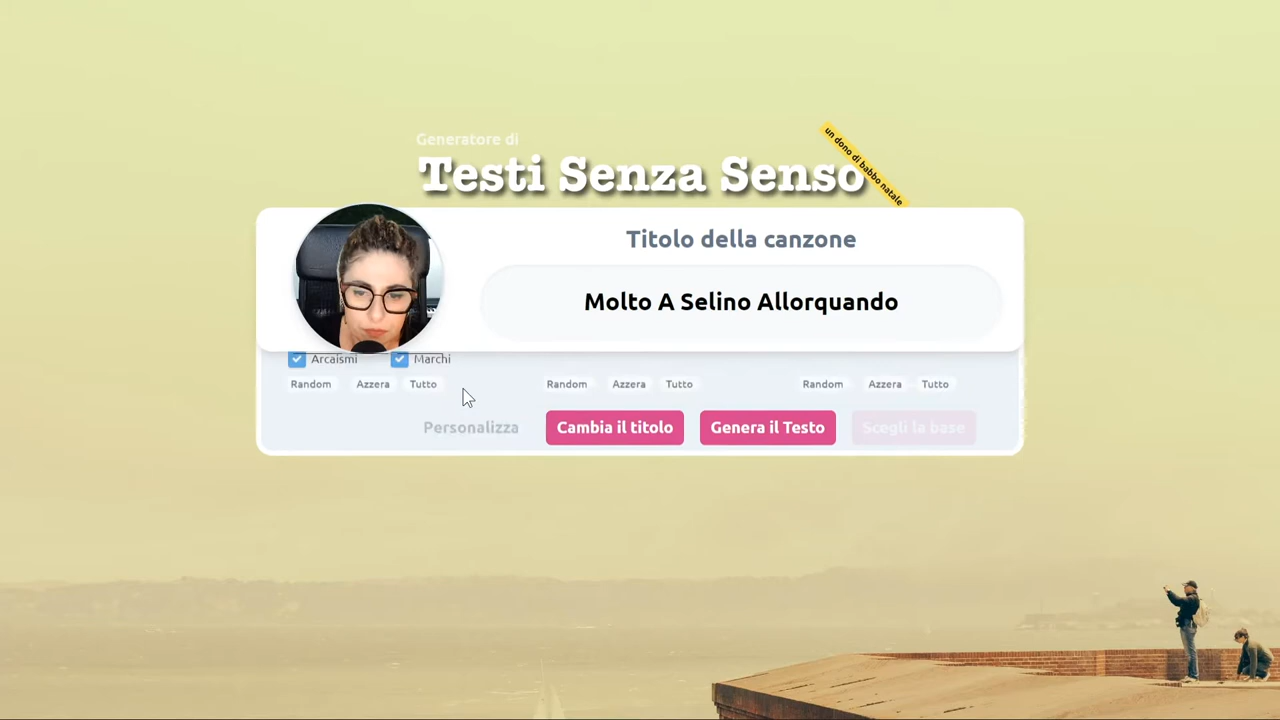 Generatore di
Testi Senza Senso
un dono di babbo natale
Titolo della canzone
Molto A Selino Allorquando
Arcaismi Marchi
Random Azzera Tutto Random Azzera Tutto Random Azzera Tutto
Personalizza Cambia il titolo Genera il Testo Scegli la base